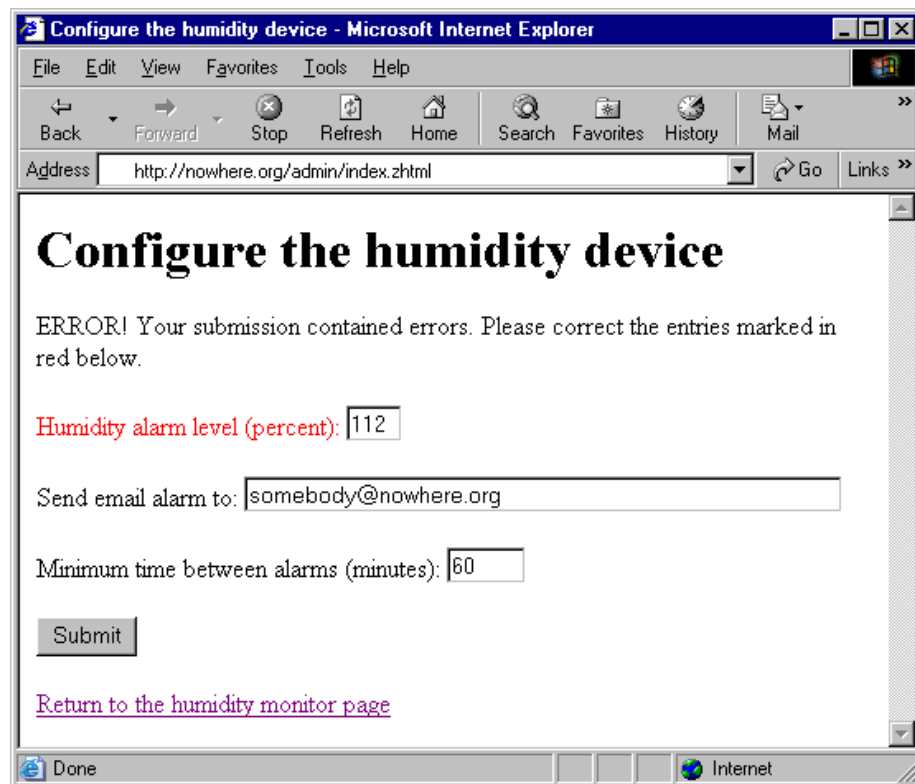 Configure the humidity device - Microsoft Internet Explorer
File Edit View Favorites Tools Help
Back Forward Stop Refresh Home Search Favorites History Mail »
Address http://nowhere.org/admin/index.zhtml Go Links »
Configure the humidity device
ERROR! Your submission contained errors. Please correct the entries marked in
red below.
Humidity alarm level (percent): 112
Send email alarm to: somebody@nowhere.org
Minimum time between alarms (minutes): 60
Submit
Return to the humidity monitor page
Done Internet